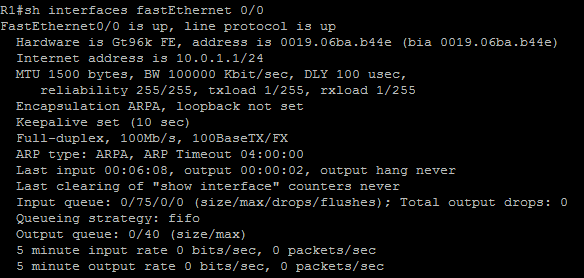 R1#sh interfaces fastEthernet 0/0
FastEthernet0/0 is up, line protocol is up
Hardware is Gt96k FE, address is 0019.06ba.b44e (bia 0019.06ba.b44e)
Internet address is 10.0.1.1/24
MTU 1500 bytes, BW 100000 Kbit/sec, DLY 100 usec,
reliability 255/255, txload 1/255, rxload 1/255
Encapsulation ARPA, loopback not set
Keepalive set (10 sec)
Full-duplex, 100Mb/s, 100BaseTX/FX
ARP type: ARPA, ARP Timeout 04:00:00
Last input 00:06:08, output 00:00:02, output hang never
Last clearing of "show interface" counters never
Input queue: 0/75/0/0 (size/max/drops/flushes); Total output drops: 0
Queueing strategy: fifo
Output queue: 0/40 (size/max)
5 minute input rate 0 bits/sec, 0 packets/sec
5 minute output rate 0 bits/sec, 0 packets/sec